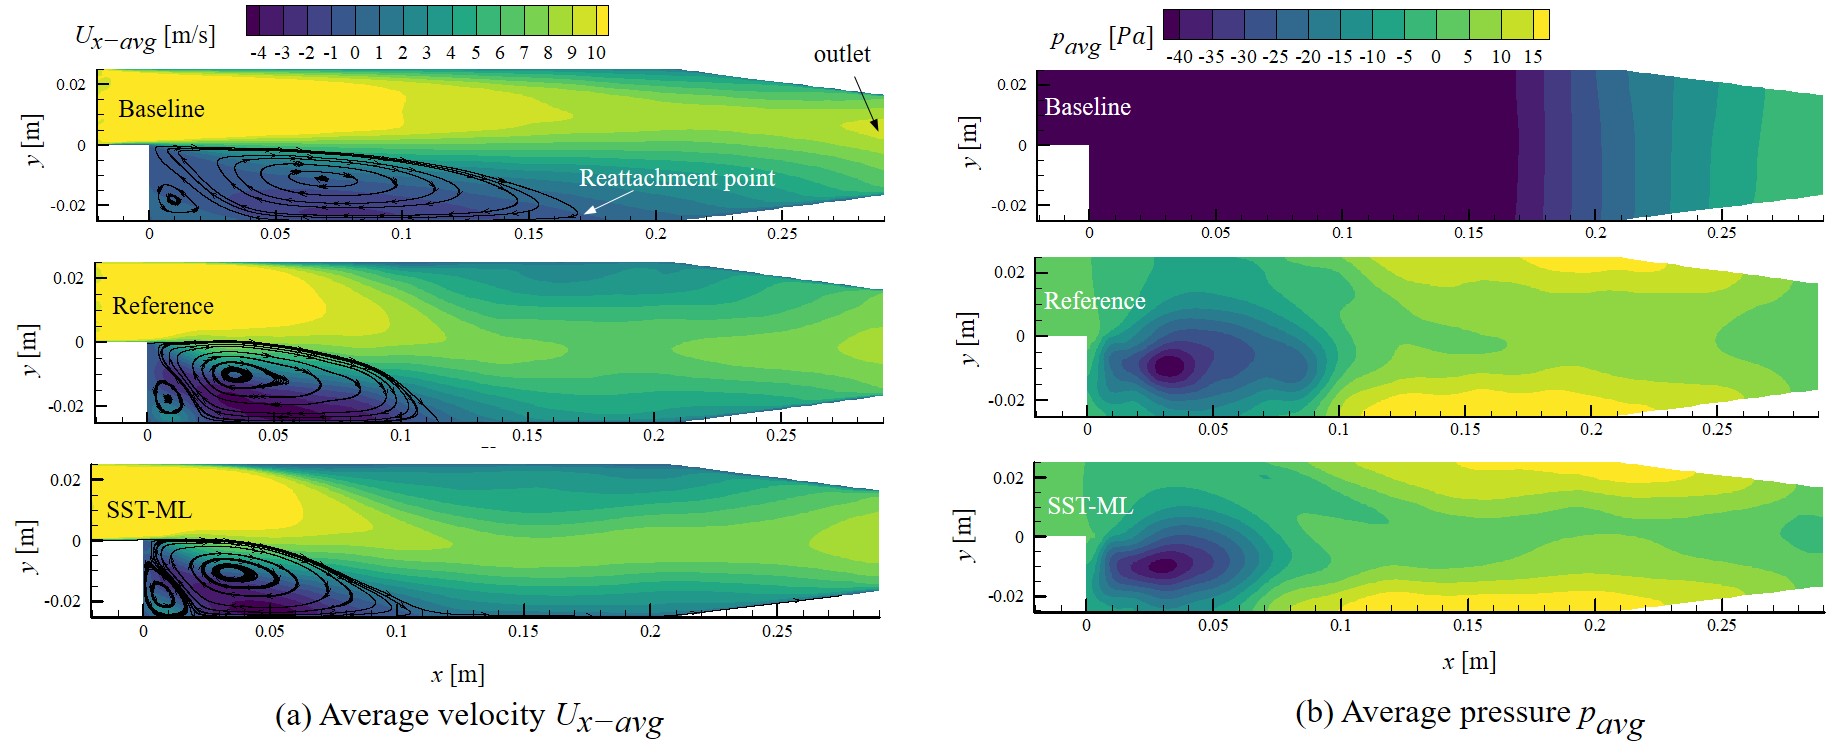 U_{x-avg} [m/s]
-4 -3 -2 -1 0 1 2 3 4 5 6 7 8 9 10
outlet
y [m]
0.02
0
-0.02
Baseline
Reattachment point
0 0.05 0.1 0.15 0.2 0.25
y [m]
0.02
0
-0.02
Reference
0 0.05 0.1 0.15 0.2 0.25
y [m]
0.02
0
-0.02
SST-ML
0 0.05 0.1 0.15 0.2 0.25
x [m]
(a) Average velocity U_{x-avg}
p_{avg} [Pa]
-40 -35 -30 -25 -20 -15 -10 -5 0 5 10 15
y [m]
0.02
0
-0.02
Baseline
0 0.05 0.1 0.15 0.2 0.25
y [m]
0.02
0
-0.02
Reference
0 0.05 0.1 0.15 0.2 0.25
y [m]
0.02
0
-0.02
SST-ML
0 0.05 0.1 0.15 0.2 0.25
x [m]
(b) Average pressure p_{avg}